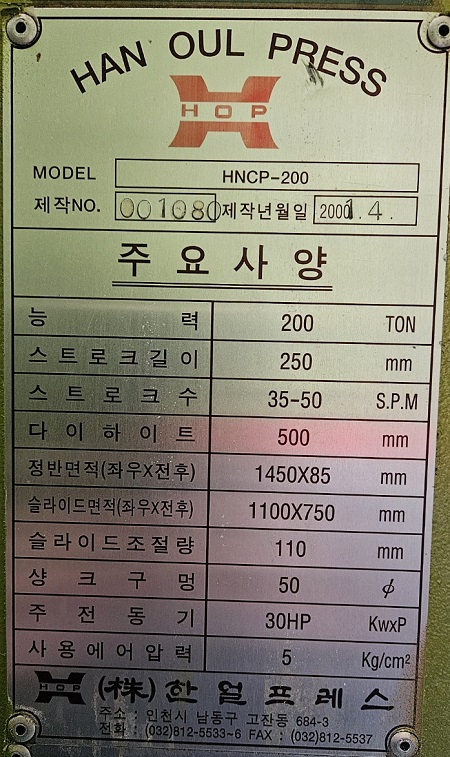 HAN OUL PRESS
HOP
MODEL HNCP-200
제작NO. 001080 제작년월일 2000 1.4.
주요사양
능력 200 TON
스트로크길이 250 mm
스트로크수 35-50 S.P.M
다이하이트 500 mm
정반면적(좌우X전후) 1450X85 mm
슬라이드면적(좌우X전후) 1100X750 mm
슬라이드조절량 110 mm
샹크구멍 50 ϕ
주전동기 30HP KwxP
사용에어압력 5 Kg/cm²
HOP (株)한얼프레스
주소 : 인천시 남동구 고잔동 684-3
전화 : (032)812-5533~6 FAX : (032)812-5537